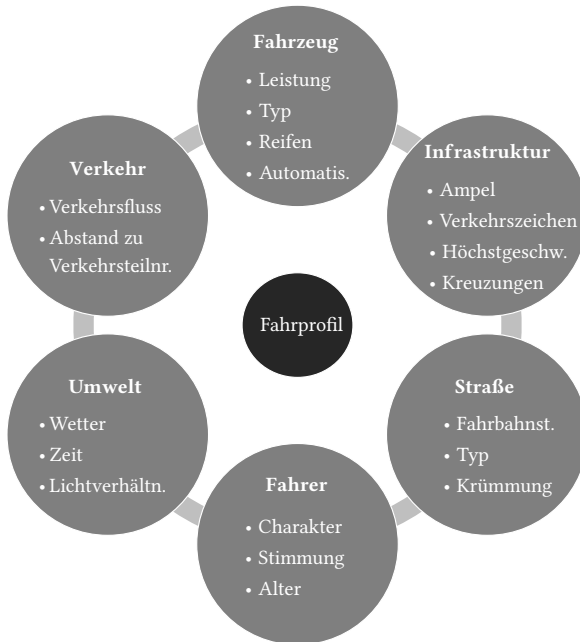 Fahrzeug
• Leistung
• Typ
• Reifen
• Automatis.
Infrastruktur
• Ampel
• Verkehrszeichen
• Höchstgeschw.
• Kreuzungen
Straße
• Fahrbahnst.
• Typ
• Krümmung
Fahrer
• Charakter
• Stimmung
• Alter
Umwelt
• Wetter
• Zeit
• Lichtverhältn.
Verkehr
• Verkehrsfluss
• Abstand zu
Verkehrsteilnr.
Fahrprofil